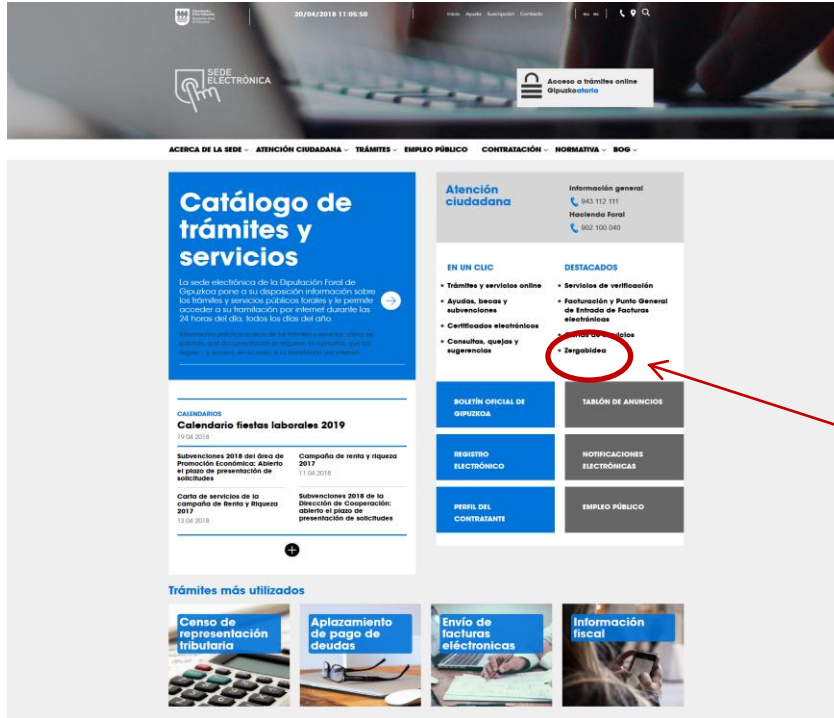 20/04/2018 11:05:50
Inicio Ayuda Suscripción Contacto
eu es
SEDE
ELECTRÓNICA
Acceso a trámites online
Gipuzkoataria
ACERCA DE LA SEDE
ATENCIÓN CIUDADANA
TRÁMITES
EMPLEO PÚBLICO
CONTRATACIÓN
NORMATIVA
BOG
Catálogo de
trámites y
servicios
La sede electrónica de la Diputación Foral de
Gipuzkoa pone a su disposición información sobre
los trámites y servicios públicos forales y le permite
acceder a su tramitación por internet durante las
24 horas del día, todos los días del año.
Atención
ciudadana
Información general
943 112 111
Hacienda Foral
902 100 040
EN UN CLIC
• Trámites y servicios online
• Ayudas, becas y
subvenciones
• Certificados electrónicos
• Consultas, quejas y
sugerencias
DESTACADOS
• Servicios de verificación
• Facturación y Punto General
de Entrada de Facturas
electrónicas
• Cartas de servicios
• Zergabidea
BOLETÍN OFICIAL DE
GIPUZKOA
TABLÓN DE ANUNCIOS
REGISTRO
ELECTRÓNICO
NOTIFICACIONES
ELECTRÓNICAS
PERFIL DEL
CONTRATANTE
EMPLEO PÚBLICO
CALENDARIOS
Calendario fiestas laborales 2019
19.04.2018
Subvenciones 2018 del área de
Promoción Económica: Abierto
el plazo de presentación de
solicitudes
Campaña de renta y riqueza
2017
11.04.2018
Carta de servicios de la
campaña de Renta y Riqueza
2017
13.04.2018
Subvenciones 2018 de la
Dirección de Cooperación:
abierto el plazo de
presentación de solicitudes
Trámites más utilizados
Censo de
representación
tributaria
Aplazamiento
de pago de
deudas
Envío de
facturas
eléctronicas
Información
fiscal